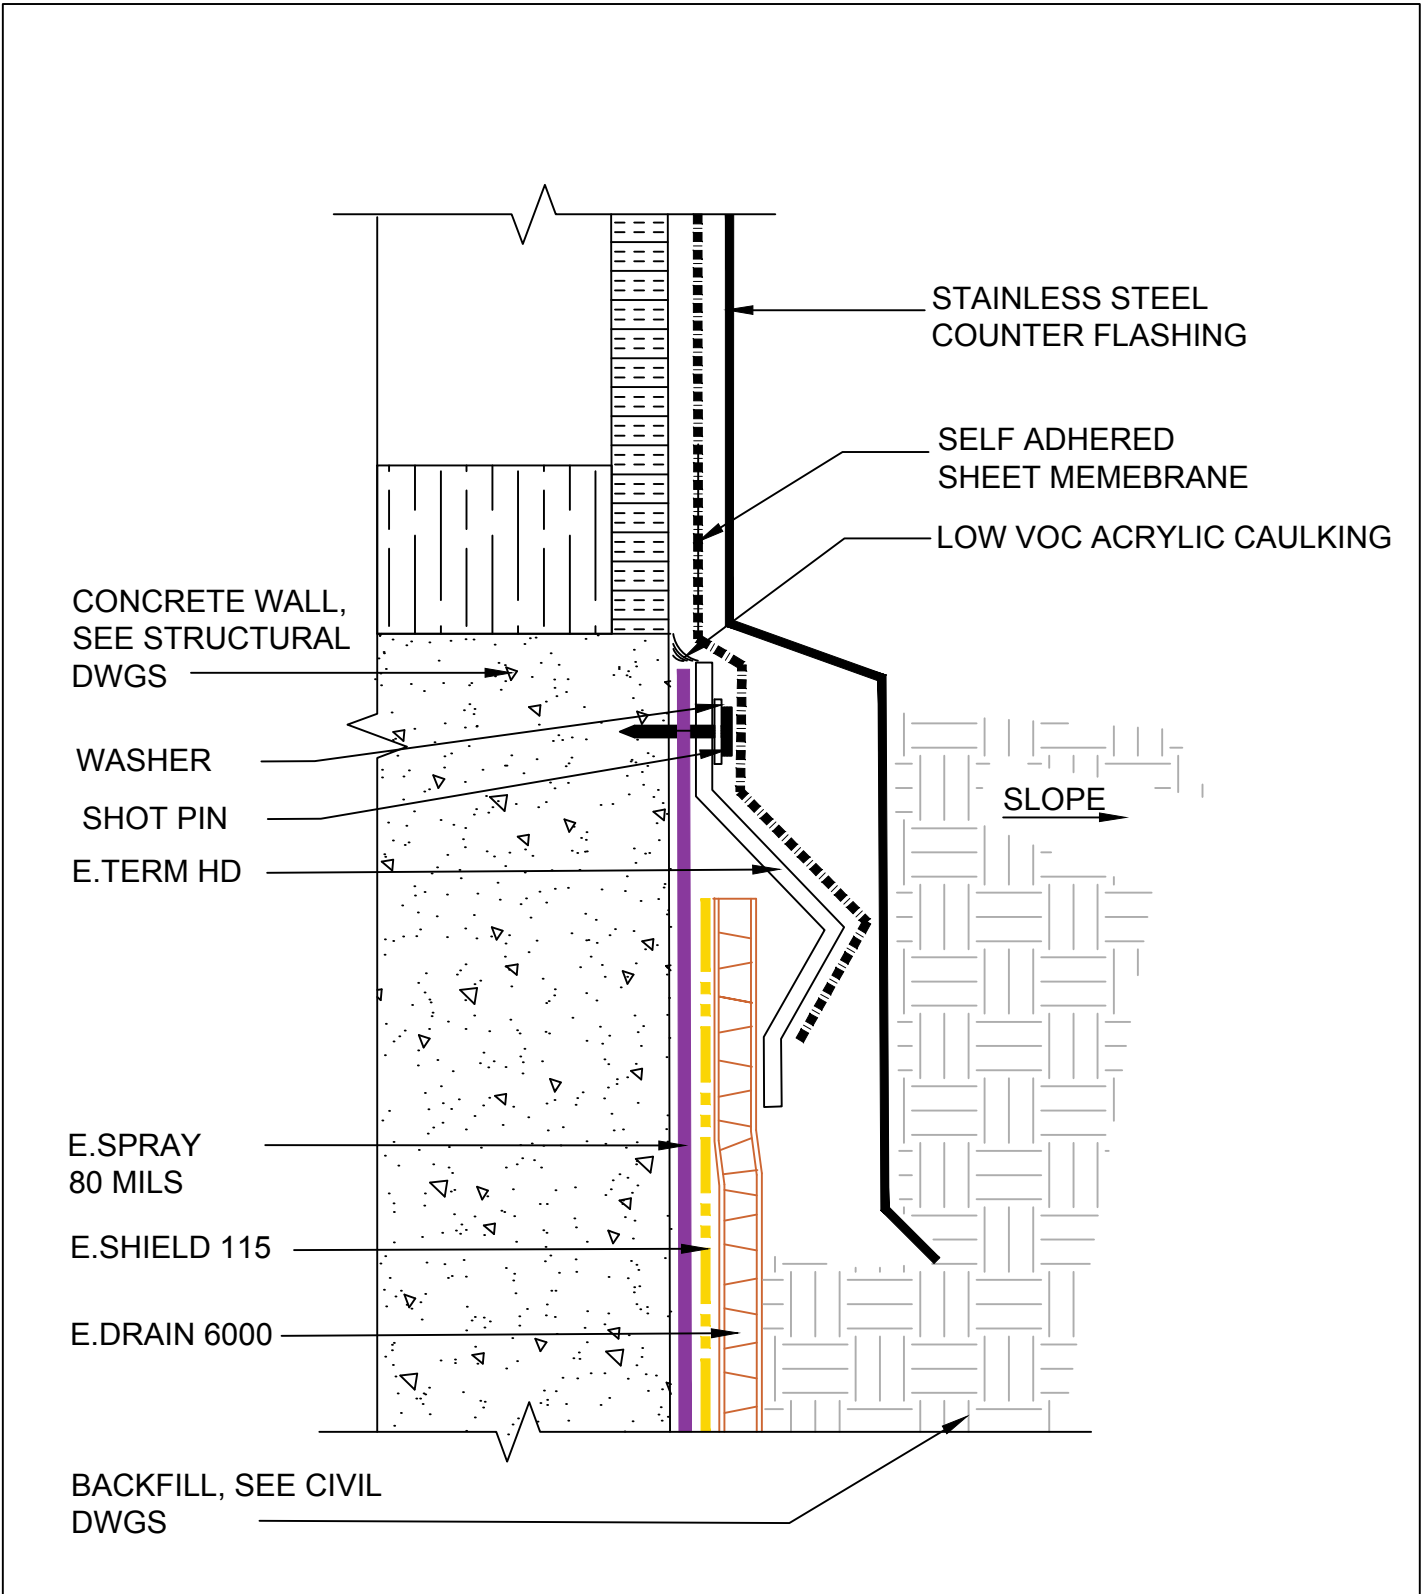 STAINLESS STEEL
COUNTER FLASHING
SELF ADHERED
SHEET MEMEBRANE
LOW VOC ACRYLIC CAULKING
CONCRETE WALL,
SEE STRUCTURAL
DWGS
WASHER
SHOT PIN
SLOPE
E.TERM HD
E.SPRAY
80 MILS
E.SHIELD 115
E.DRAIN 6000
BACKFILL, SEE CIVIL
DWGS